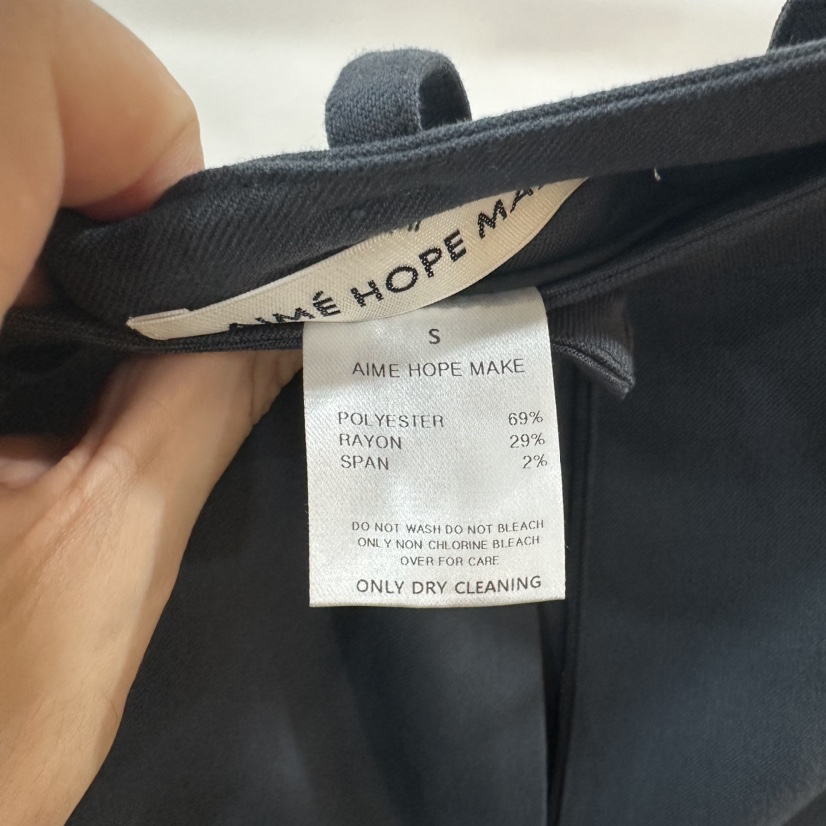 AIMÉ HOPE
S
AIME HOPE MAKE
POLYESTER 69%
RAYON 29%
SPAN 2%
DO NOT WASH DO NOT BLEACH
ONLY NON CHLORINE BLEACH
OVER FOR CARE
ONLY DRY CLEANING